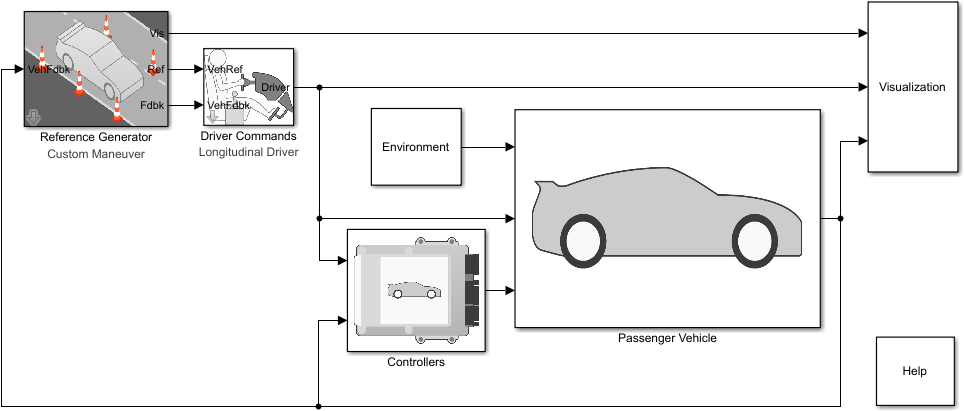 Vis
VehFdbk
Ref
Fdbk
Reference Generator
Custom Maneuver
VehRef
Driver
VehFdbk
Driver Commands
Longitudinal Driver
Visualization
Environment
Passenger Vehicle
Controllers
Help